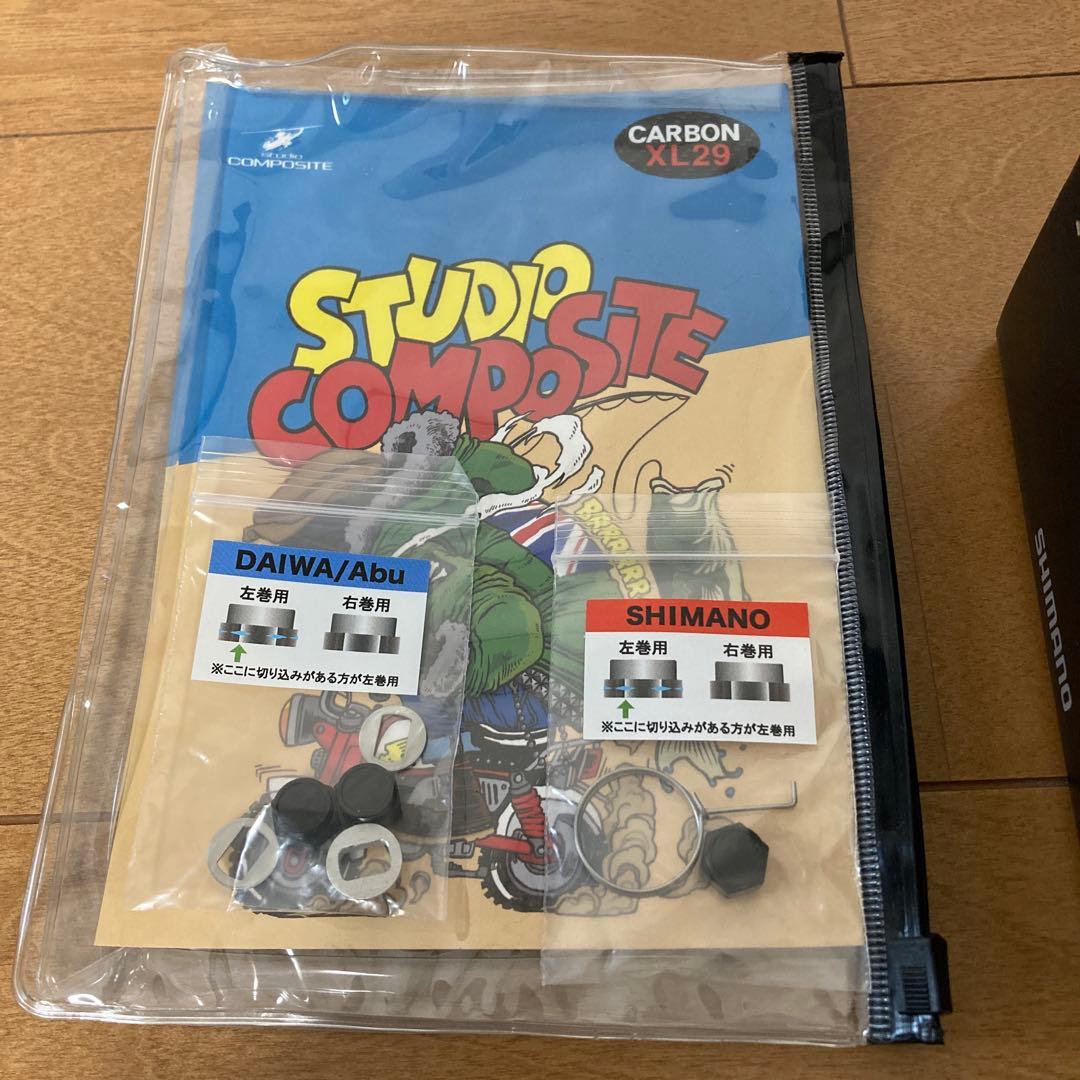 studio
COMPOSITE
CARBON
XL29
STUDIO
COMPOSITE
BRRRRRR
DAIWA/Abu
左巻用 右巻用
※ここに切り込みがある方が左巻用
SHIMANO
左巻用 右巻用
※ここに切り込みがある方が左巻用
SHIMANO